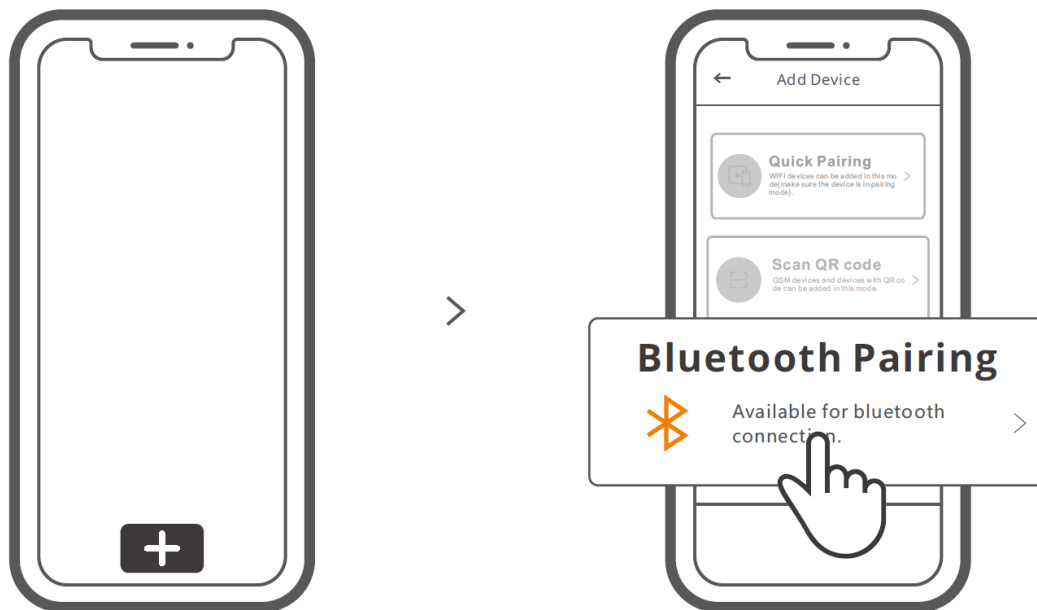 Add Device
Quick Pairing
WIFI devices can be added in this mo
de(make sure the device is in pairing
mode).
Scan QR code
GSM devices and devices with QR co
de can be added in this mode.
Bluetooth Pairing
Available for bluetooth
connection.